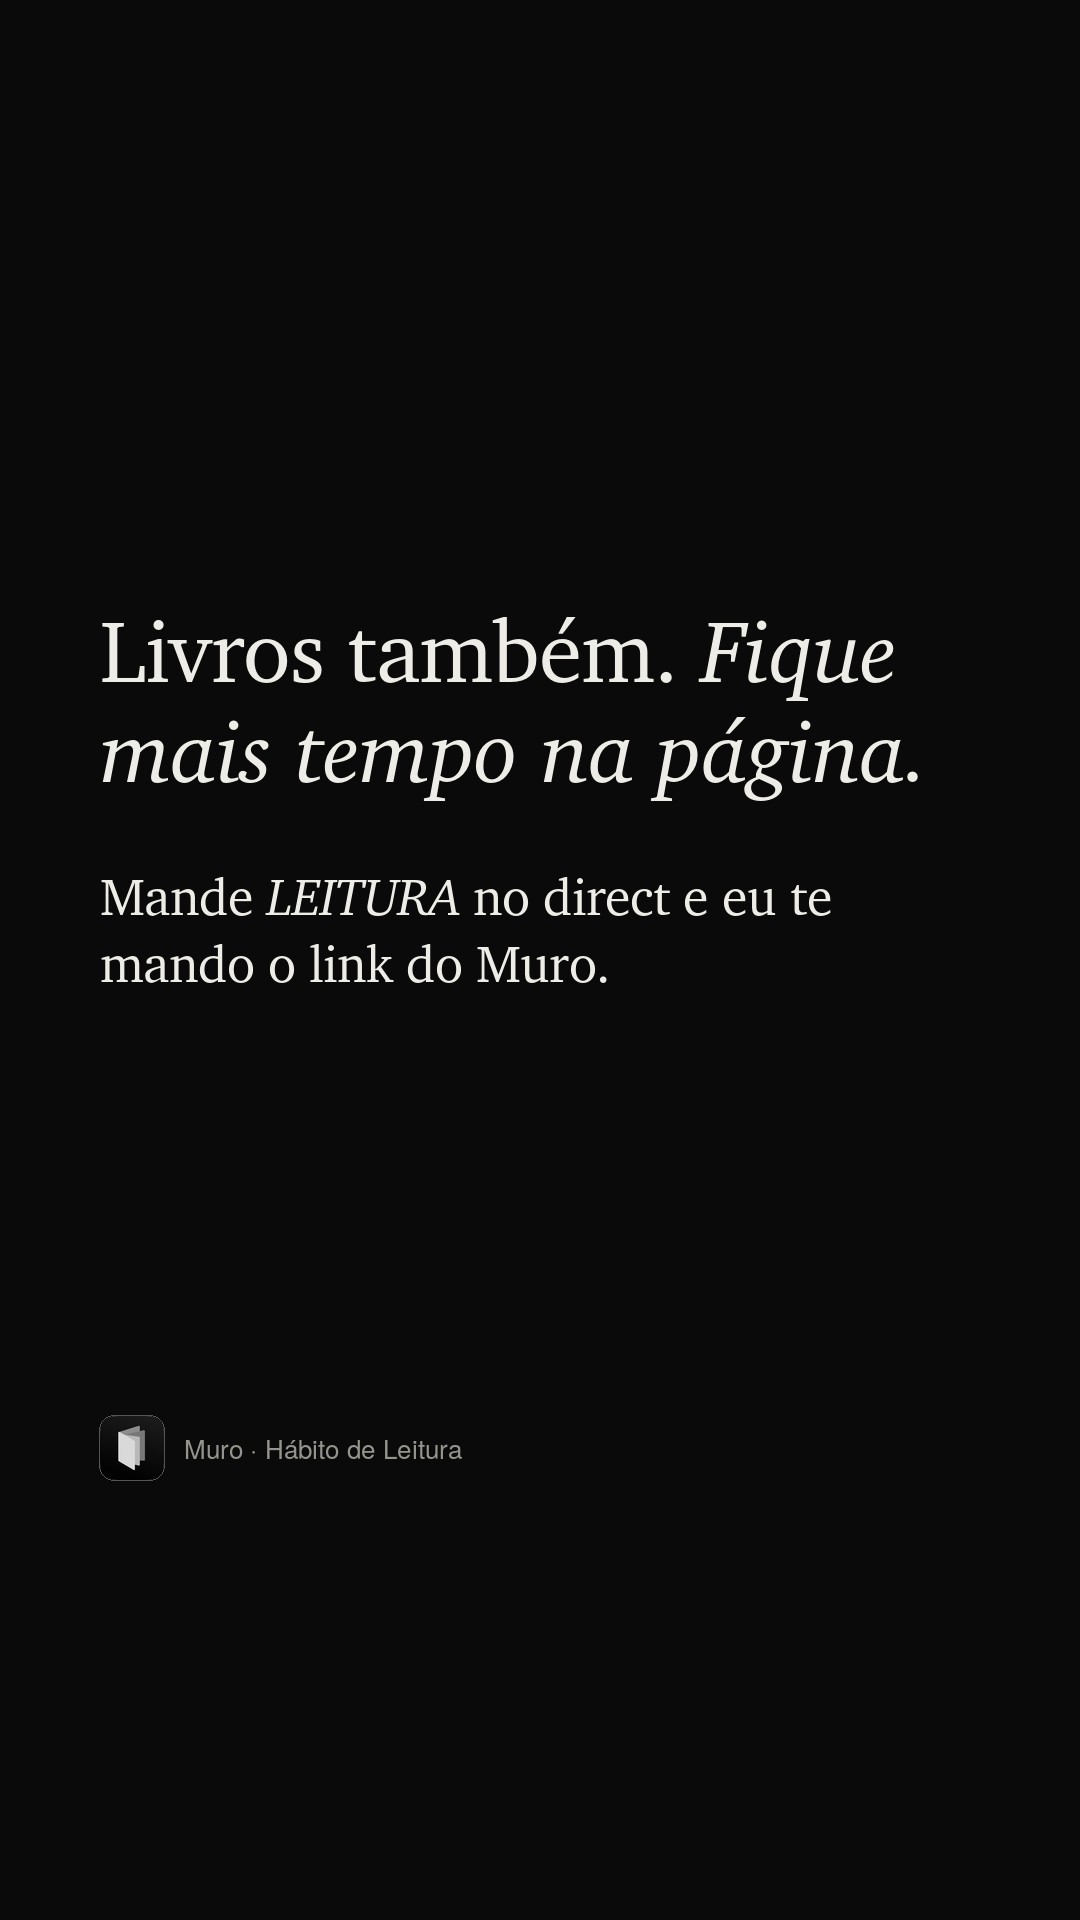 Livros também. Fique
mais tempo na página.
Mande LEITURA no direct e eu te
mando o link do Muro.
Muro · Hábito de Leitura